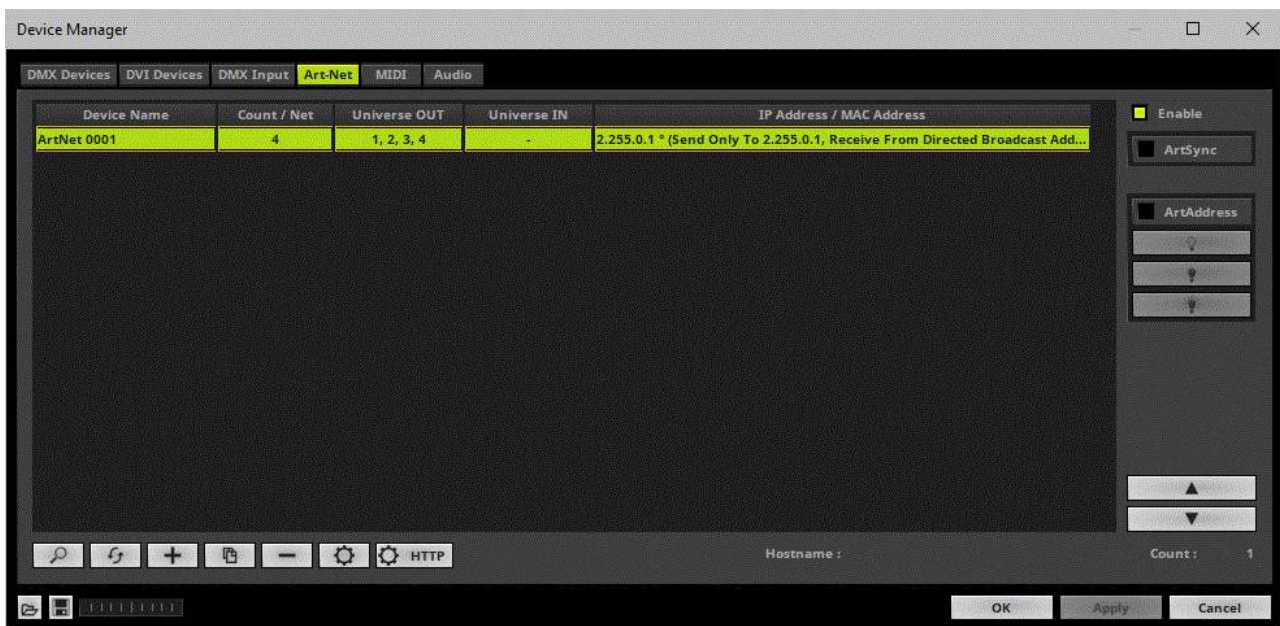 Device Manager
DMX Devices DVI Devices DMX Input Art-Net MIDI Audio
Device Name Count / Net Universe OUT Universe IN IP Address / MAC Address
ArtNet 0001 4 1, 2, 3, 4 - 2.255.0.1 * (Send Only To 2.255.0.1, Receive From Directed Broadcast Add...
Enable
ArtSync
ArtAddress
HTTP
Hostname :
Count : 1
OK Apply Cancel